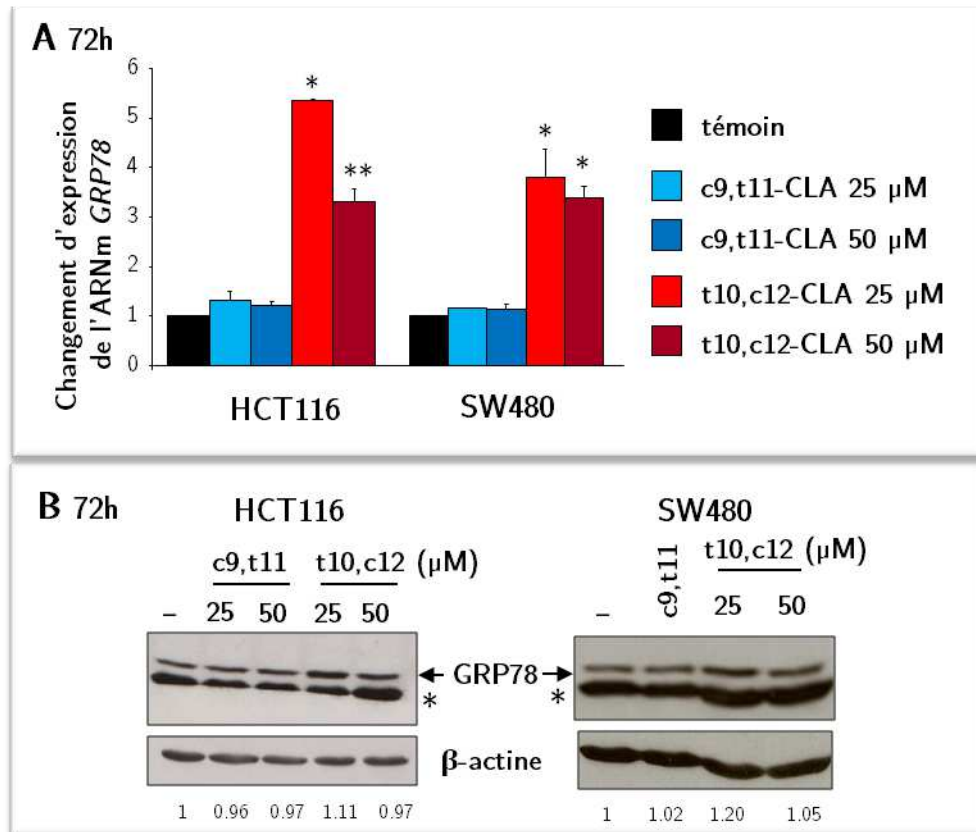 A 72h
Changement d'expression
de l'ARNm GRP78
6
5
4
3
2
1
0
*
**
*
*
HCT116
SW480
témoin
c9,t11-CLA 25 µM
c9,t11-CLA 50 µM
t10,c12-CLA 25 µM
t10,c12-CLA 50 µM
B 72h
HCT116
c9,t11 t10,c12 (µM)
– 25 50 25 50
SW480
c9,t11
t10,c12 (µM)
– 25 50
GRP78
* *
β-actine
1 0.96 0.97 1.11 0.97
1 1.02 1.20 1.05